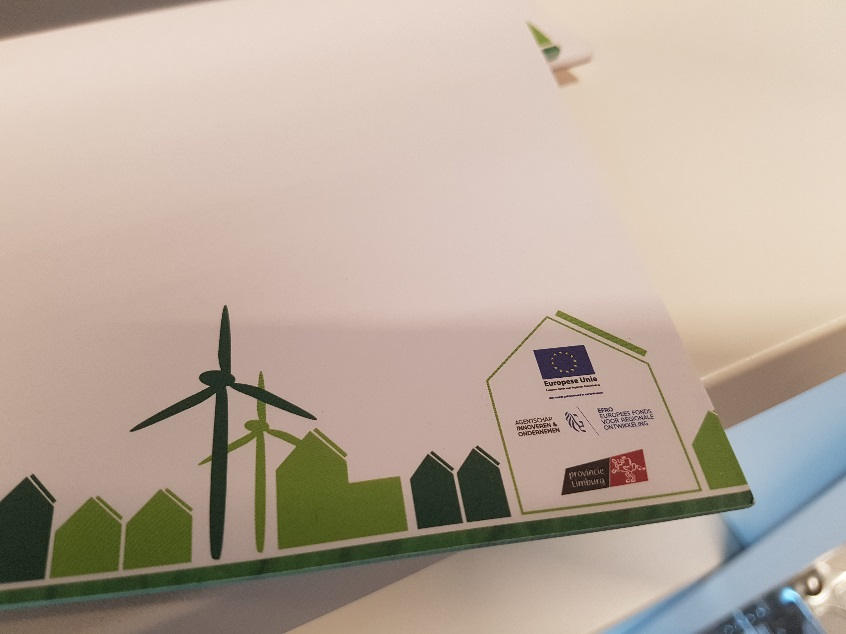 Europese Unie
AGENTSCHAP
INNOVEREN &
ONDERNEMEN
EFRO
EUROPEES FONDS
VOOR REGIONALE
ONTWIKKELING
provincie
Limburg